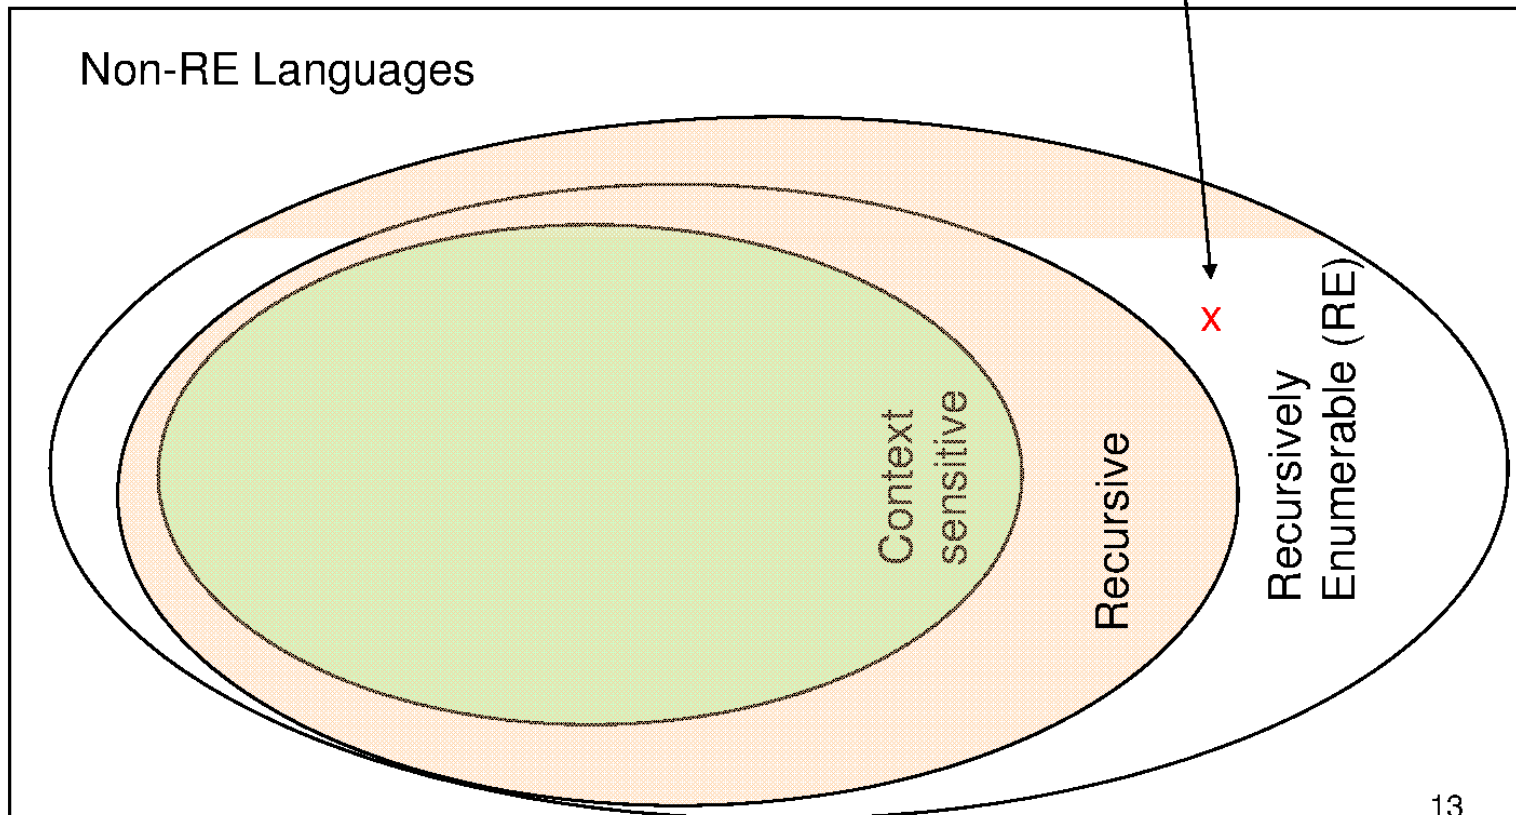 Non-RE Languages
Context
sensitive
Recursive
x
Recursively
Enumerable (RE)
13